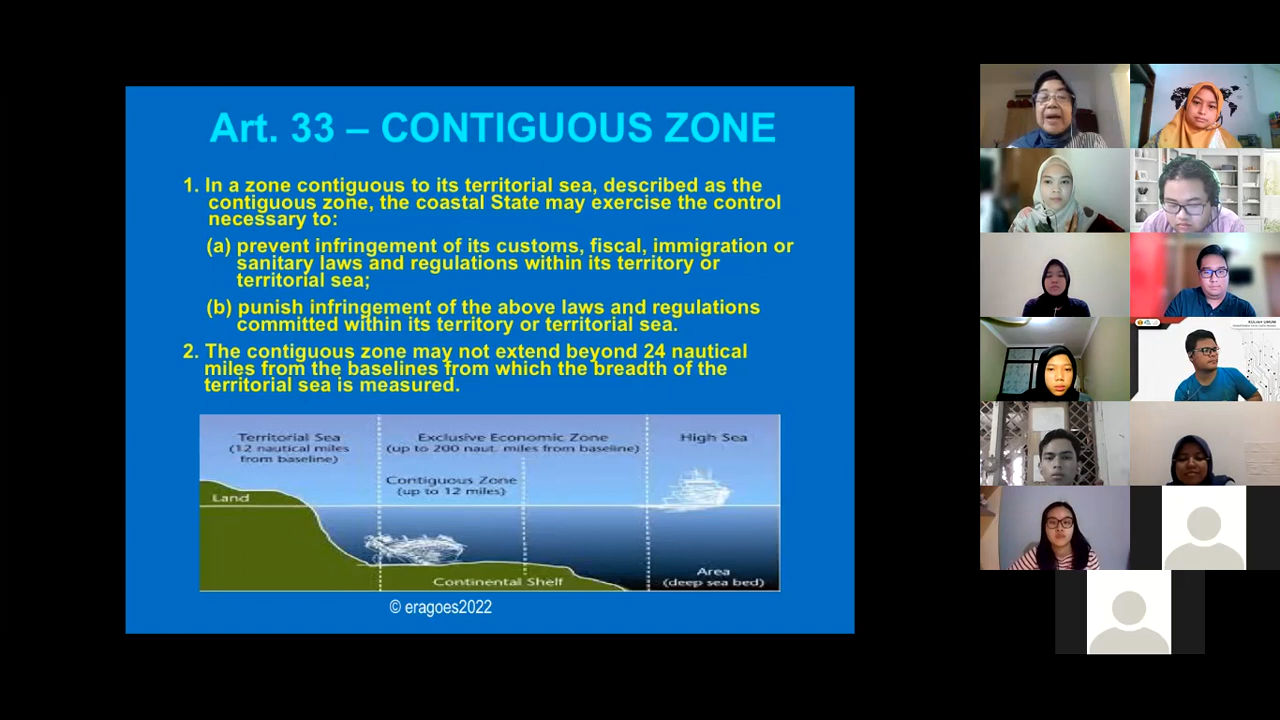 Art. 33 – CONTIGUOUS ZONE
1. In a zone contiguous to its territorial sea, described as the
contiguous zone, the coastal State may exercise the control
necessary to:
(a) prevent infringement of its customs, fiscal, immigration or
sanitary laws and regulations within its territory or
territorial sea;
(b) punish infringement of the above laws and regulations
committed within its territory or territorial sea.
2. The contiguous zone may not extend beyond 24 nautical
miles from the baselines from which the breadth of the
territorial sea is measured.
Territorial Sea
(12 nautical miles
from baseline)
Exclusive Economic Zone
(up to 200 naut. miles from baseline)
High Sea
Contiguous Zone
(up to 12 miles)
Land
Continental Shelf
Area
(deep sea bed)
© eragoes2022
KULIAH UMUM